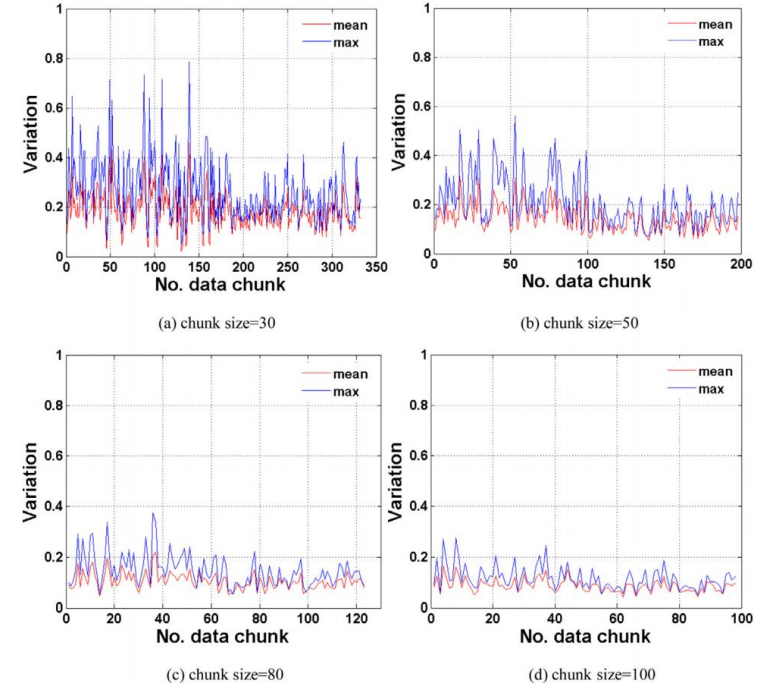 1
0.8
0.6
0.4
0.2
0
Variation
mean
max
0 50 100 150 200 250 300 350
No. data chunk
(a) chunk size=30
1
0.8
0.6
0.4
0.2
0
Variation
mean
max
0 50 100 150 200
No. data chunk
(b) chunk size=50
1
0.8
0.6
0.4
0.2
0
Variation
mean
max
0 20 40 60 80 100 120
No. data chunk
(c) chunk size=80
1
0.8
0.6
0.4
0.2
0
Variation
mean
max
0 20 40 60 80 100
No. data chunk
(d) chunk size=100